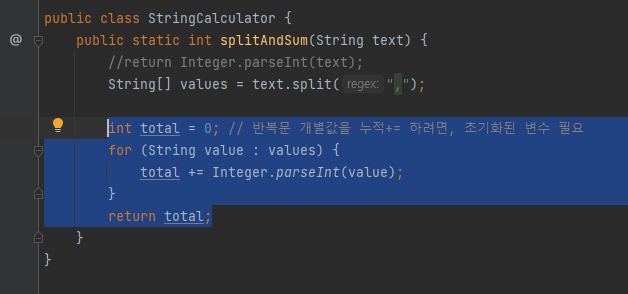 public class StringCalculator {
@ public static int splitAndSum(String text) {
//return Integer.parseInt(text);
String[] values = text.split( regex: ",");
int total = 0; // 반복문 개별값을 누적+= 하려면, 초기화된 변수 필요
for (String value : values) {
total += Integer.parseInt(value);
}
return total;
}
}